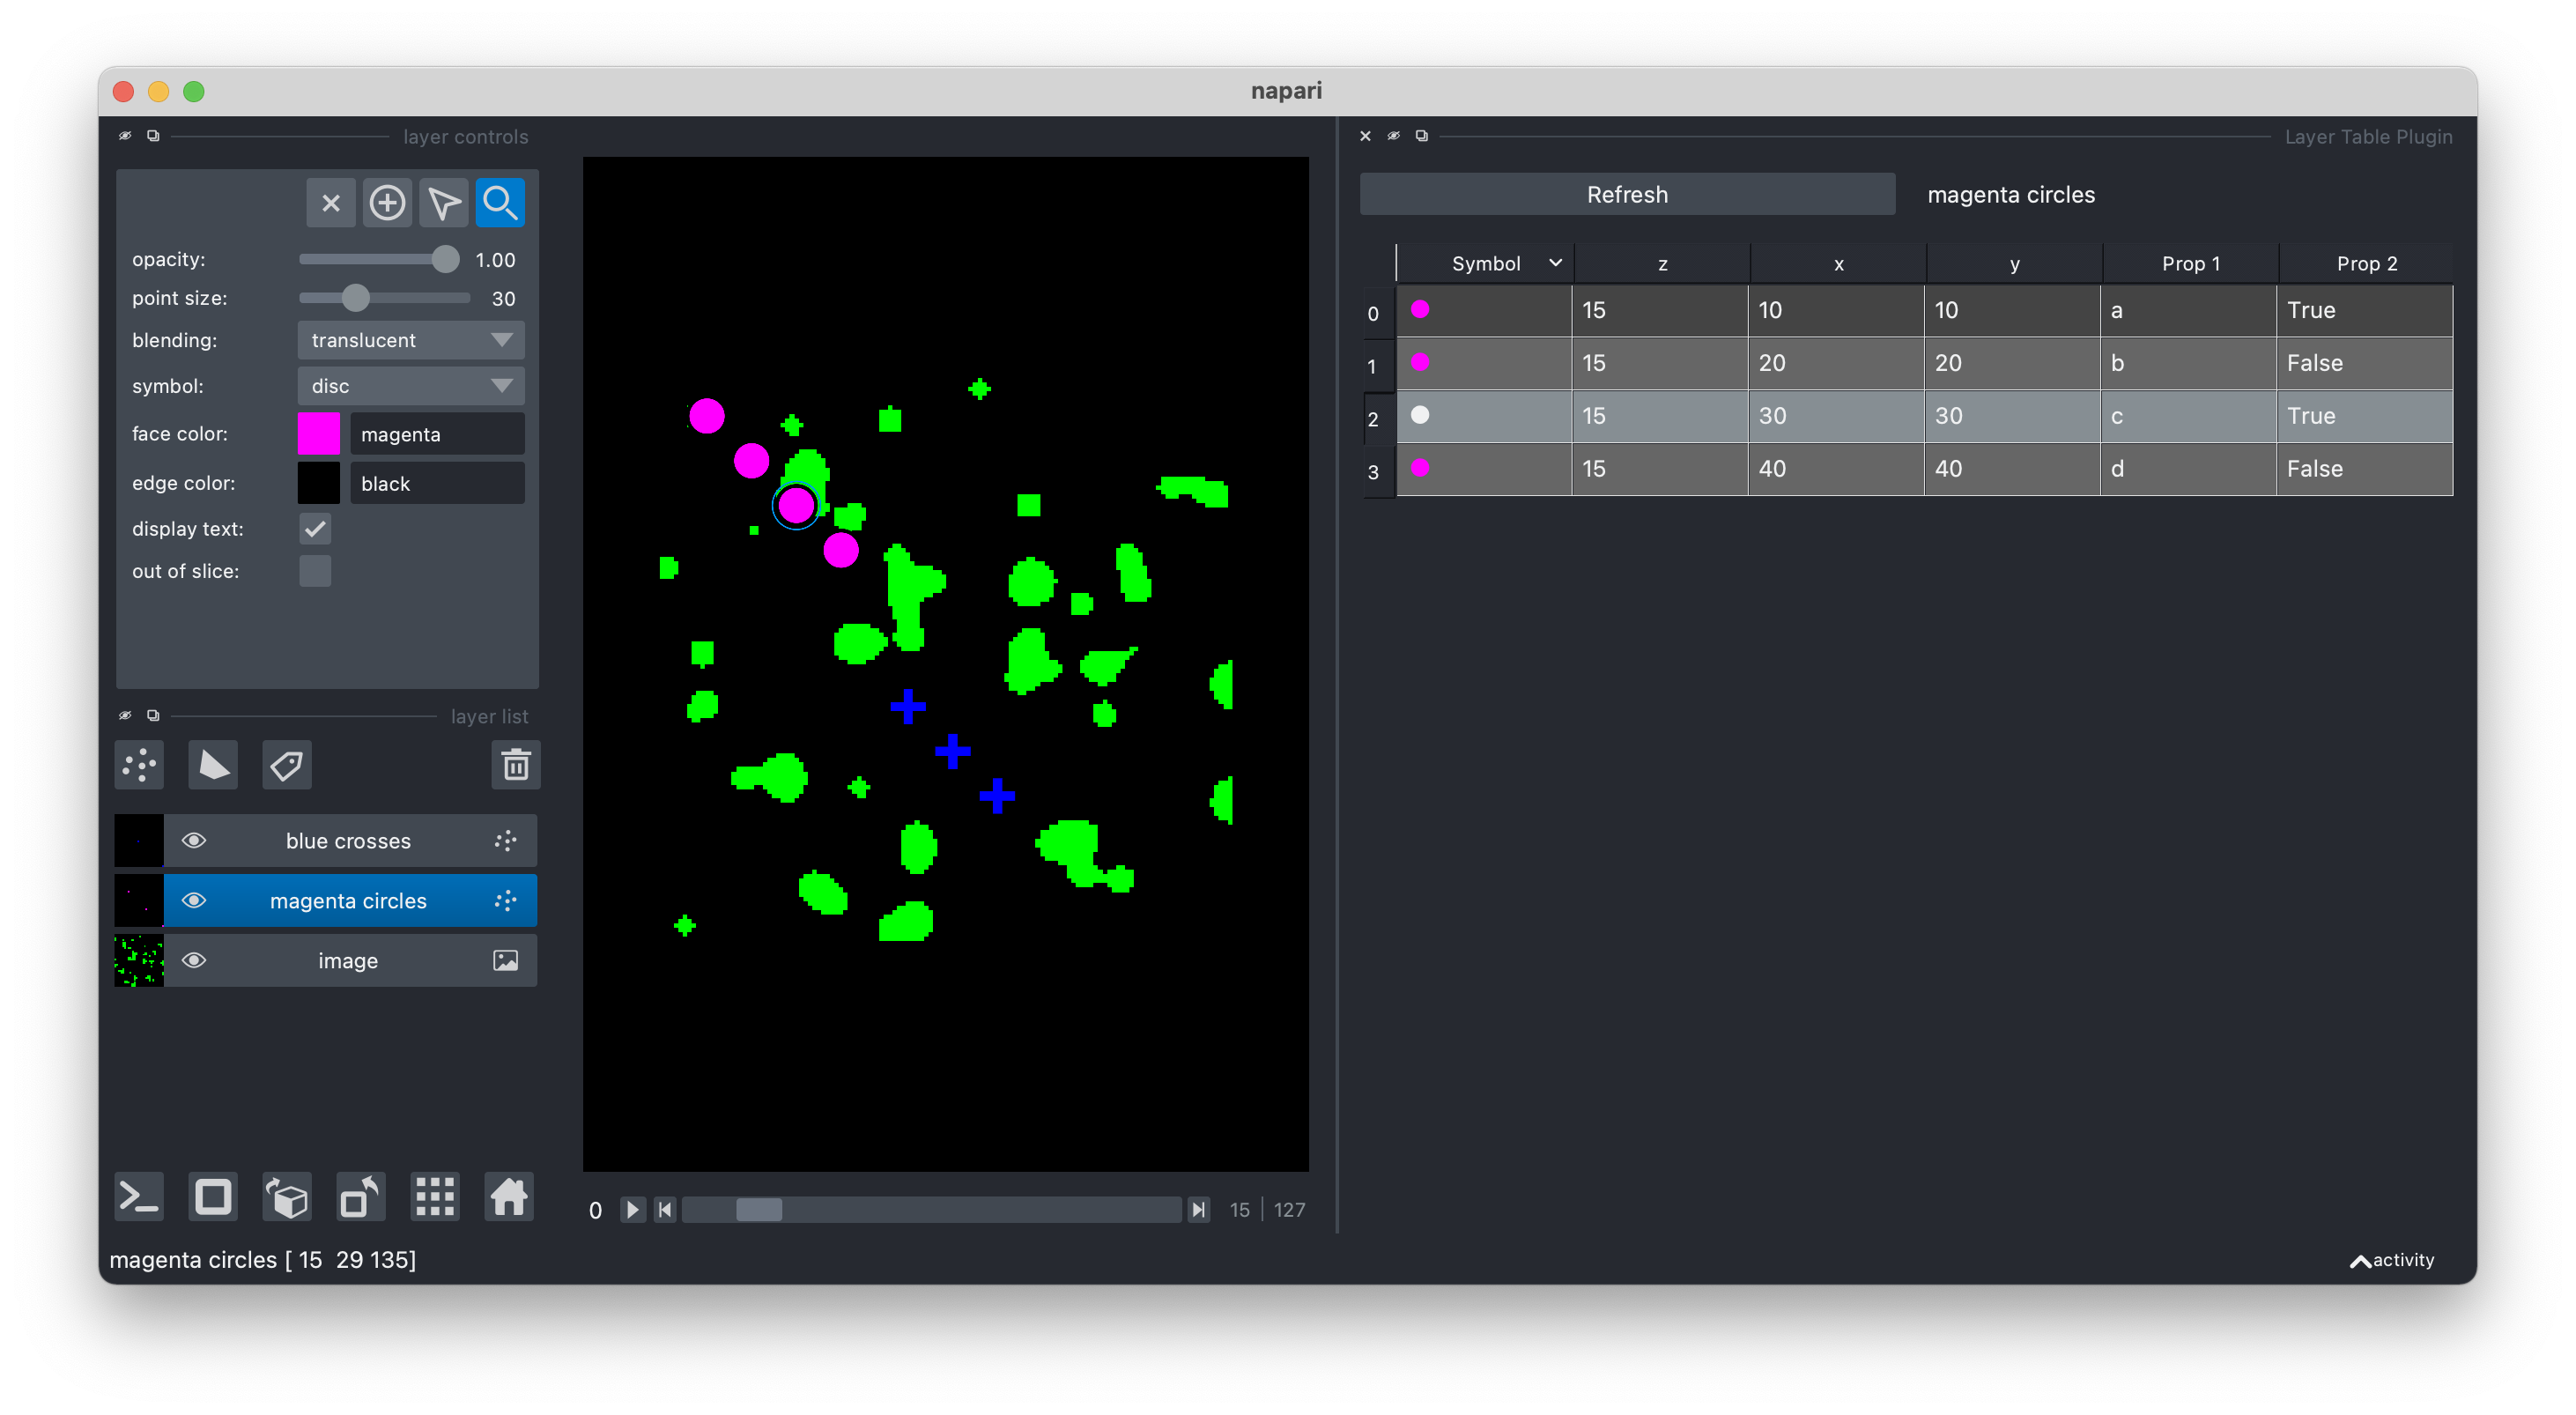 napari
layer controls
opacity: 1.00
point size: 30
blending: translucent
symbol: disc
face color: magenta
edge color: black
display text:
out of slice:
layer list
blue crosses
magenta circles
image
0 15 127
magenta circles [ 15 29 135]
Layer Table Plugin
Refresh magenta circles
Symbol z x y Prop 1 Prop 2
0 15 10 10 a True
1 15 20 20 b False
2 15 30 30 c True
3 15 40 40 d False
activity